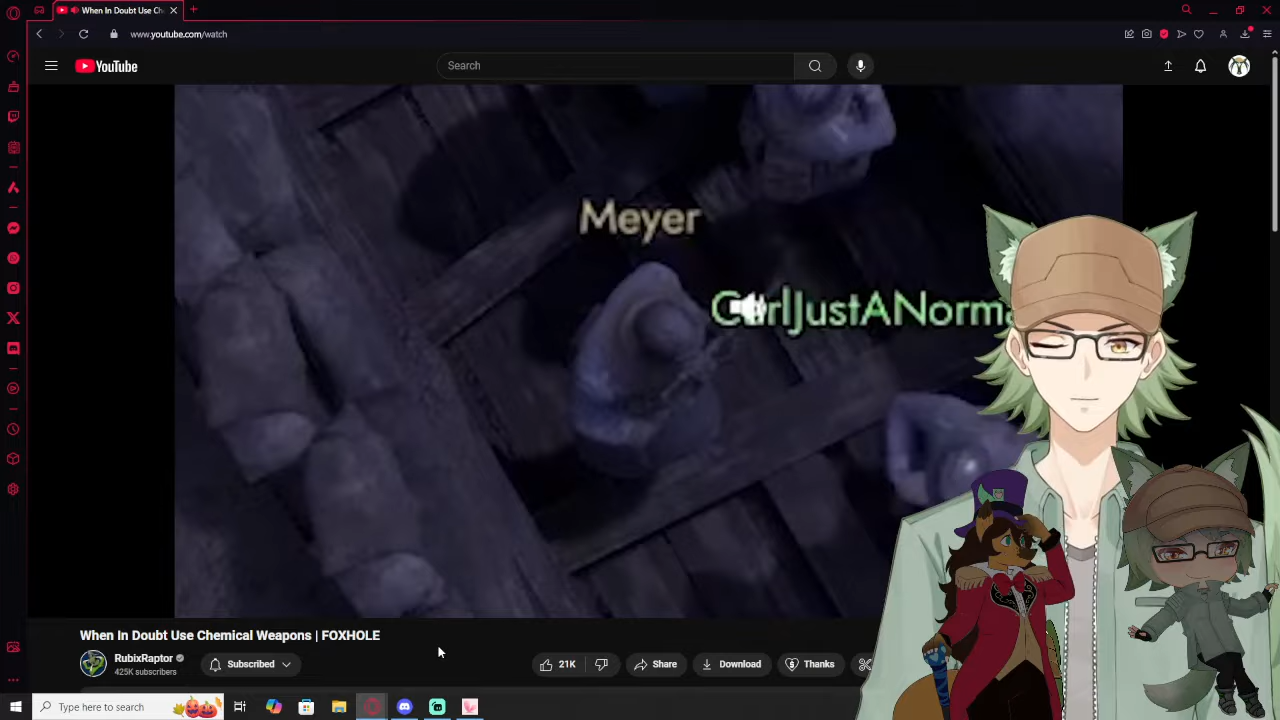 When In Doubt Use Ch
www.youtube.com/watch
YouTube
Search
Meyer
CarlJustANorma
When In Doubt Use Chemical Weapons | FOXHOLE
RubixRaptor
425K subscribers
Subscribed
21K
Share
Download
Thanks
Type here to search